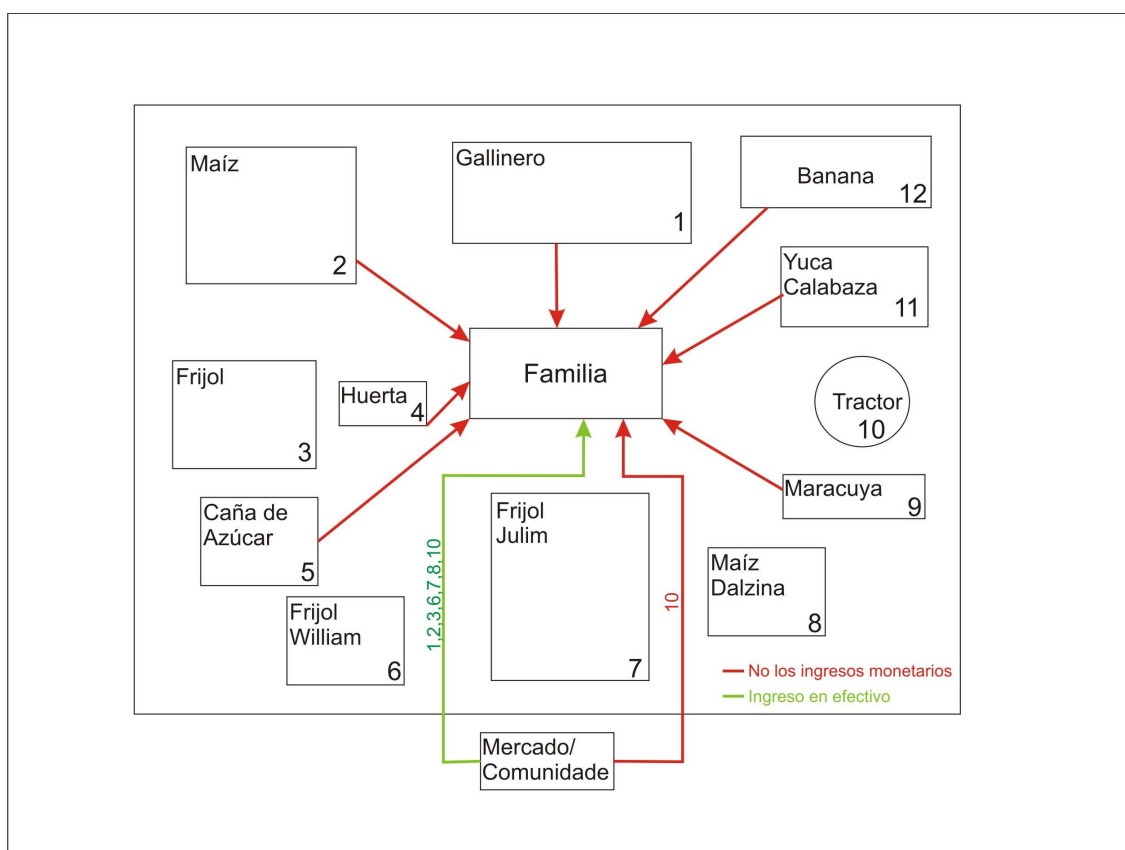 Maíz
2
Gallinero
1
Banana
12
Yuca
Calabaza
11
Familia
Frijol
3
Huerta
4
Tractor
10
Caña de
Azúcar
5
Frijol
Julim
7
Maracuya
9
Frijol
William
6
Maíz
Dalzina
8
1,2,3,6,7,8,10
10
No los ingresos monetarios
Ingreso en efectivo
Mercado/
Comunidade